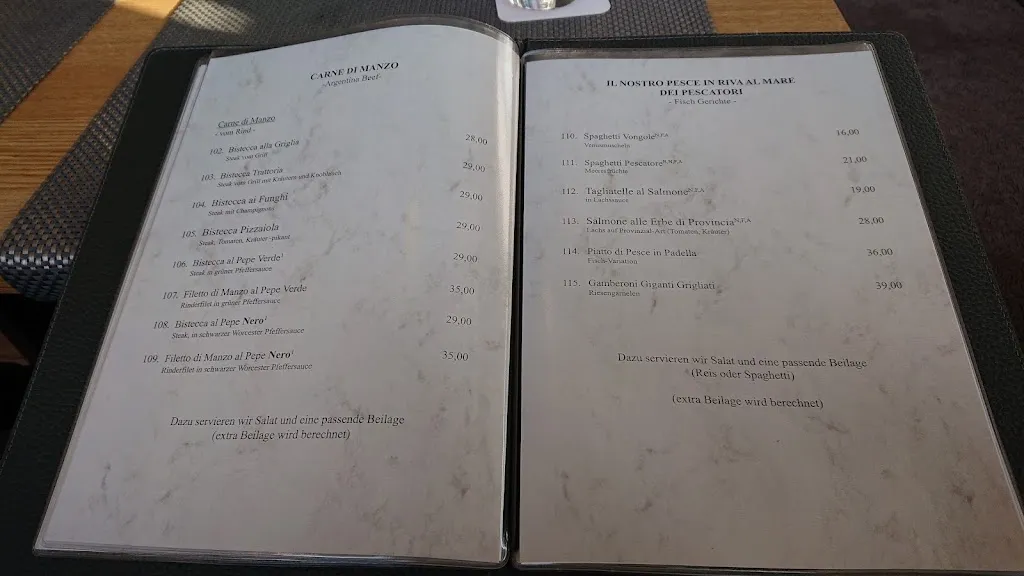 CARNE DI MANZO
-Argentina Beef-
Carne di Manzo
- vom Rind -
102. Bistecca alla Griglia 28,00
Steak vom Grill
103. Bistecca Trattoria 29,00
Steak vom Grill mit Kräutern und Knoblauch
104. Bistecca ai Funghi 29,00
Steak mit Champignons
105. Bistecca Pizzaiola 29,00
Steak, Tomaten, Kräuter -pikant
106. Bistecca al Pepe Verde¹ 29,00
Steak in grüner Pfeffersauce
107. Filetto di Manzo al Pepe Verde 35,00
Rinderfilet in grüner Pfeffersauce
108. Bistecca al Pepe Nero¹ 29,00
Steak, in schwarzer Worcester Pfeffersauce
109. Filetto di Manzo al Pepe Nero¹ 35,00
Rinderfilet in schwarzer Worcester Pfeffersauce
Dazu servieren wir Salat und eine passende Beilage
(extra Beilage wird berechnet)
IL NOSTRO PESCE IN RIVA AL MARE
DEI PESCATORI
- Fisch Gerichte -
110. Spaghetti Vongole 16,00
Venusmuscheln
111. Spaghetti Pescatore 21,00
Meeresfrüchte
112. Tagliatelle al Salmone 19,00
in Lachssauce
113. Salmone alle Erbe di Provincia 28,00
Lachs auf Provinzial-Art (Tomaten, Kräuter)
114. Piatto di Pesce in Padella 36,00
Fisch-Variation
115. Gamberoni Giganti Grigliati 39,00
Riesengarnelen
Dazu servieren wir Salat und eine passende Beilage
(Reis oder Spaghetti)
(extra Beilage wird berechnet)